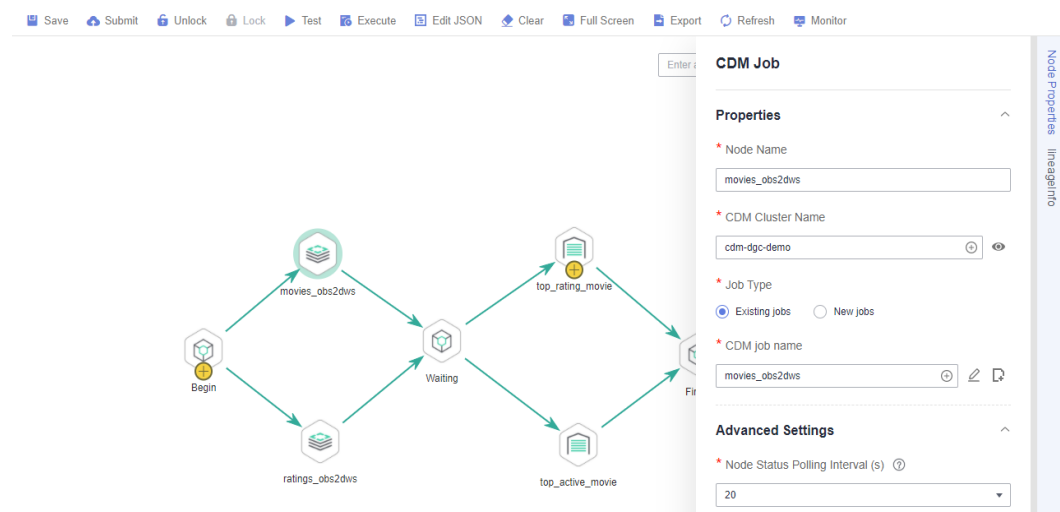 Save Submit Unlock Lock Test Execute Edit JSON Clear Full Screen Export Refresh Monitor
Enter
CDM Job
Properties
* Node Name
movies_obs2dws
* CDM Cluster Name
cdm-dgc-demo
* Job Type
Existing jobs New jobs
* CDM job name
movies_obs2dws
Advanced Settings
* Node Status Polling Interval (s)
20
Node Properties
lineageInfo
movies_obs2dws
top_rating_movie
Begin
Waiting
ratings_obs2dws
top_active_movie